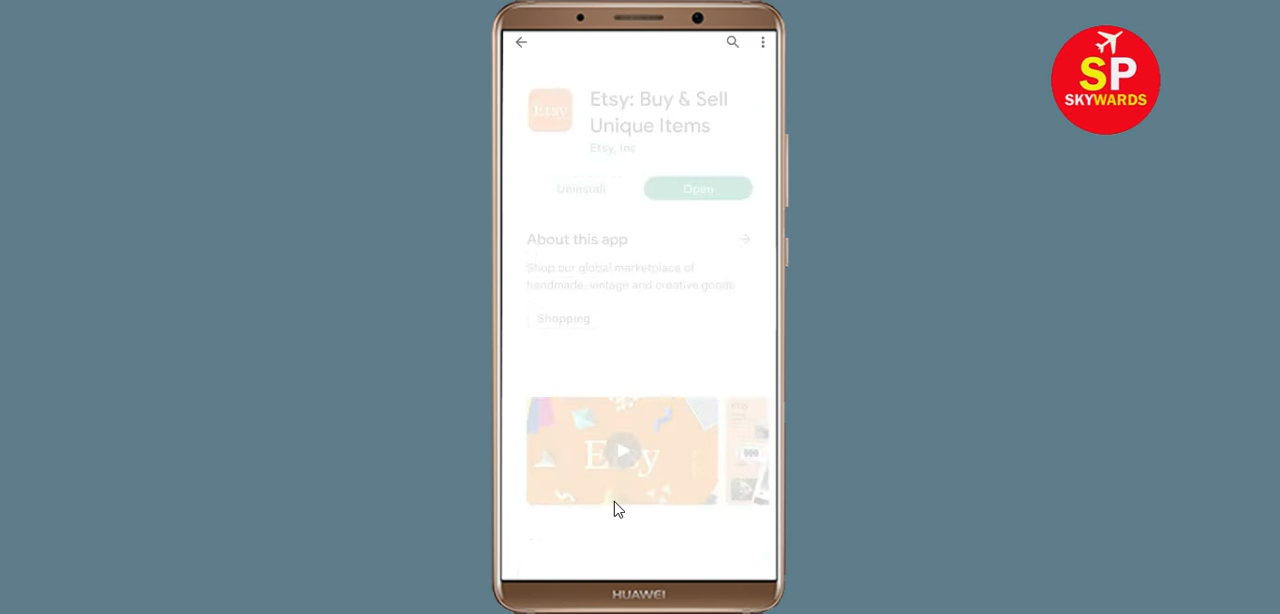 SP
SKYWARDS
Etsy
Etsy: Buy & Sell
Unique Items
Etsy, Inc
Uninstall
Open
About this app
Shop our global marketplace of
handmade, vintage and creative goods
Shopping
Etsy
HUAWEI